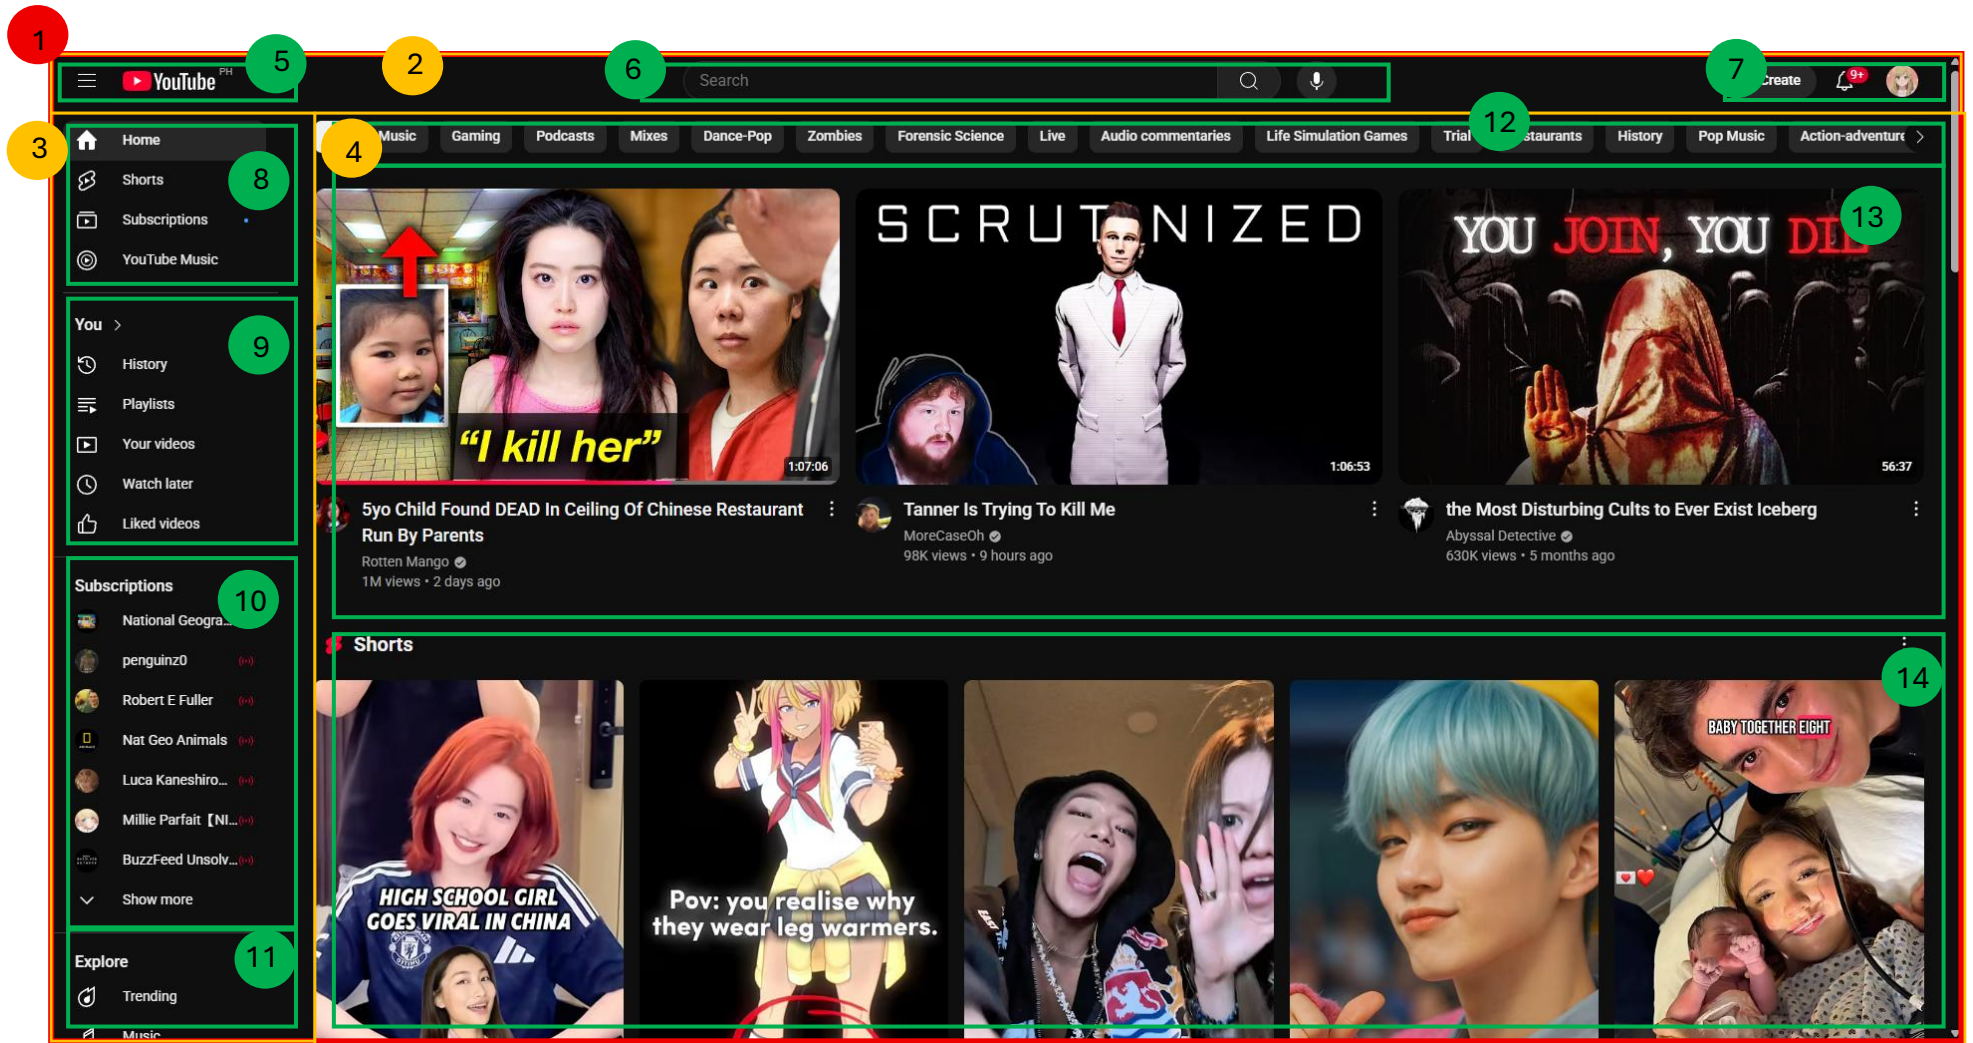 1
5
2
6
7
YouTube PH
Search
Create
9+
3
Home
Shorts
8
Subscriptions
YouTube Music
You
9
History
Playlists
Your videos
Watch later
Liked videos
Subscriptions
10
National Geogra...
penguinz0
Robert E Fuller
Nat Geo Animals
Luca Kaneshiro...
Millie Parfait【NI...
BuzzFeed Unsolv...
Show more
Explore
11
Trending
Music
4
12
Music Gaming Podcasts Mixes Dance-Pop Zombies Forensic Science Live Audio commentaries Life Simulation Games Trial History Pop Music Action-adventure
"I kill her"
1:07:06
5yo Child Found DEAD In Ceiling Of Chinese Restaurant
Run By Parents
Rotten Mango
1M views • 2 days ago
SCRUTINIZED
1:06:53
Tanner Is Trying To Kill Me
MoreCaseOh
98K views • 9 hours ago
13
YOU JOIN, YOU DIE
56:37
the Most Disturbing Cults to Ever Exist Iceberg
Abyssal Detective
630K views • 5 months ago
Shorts
14
HIGH SCHOOL GIRL
GOES VIRAL IN CHINA
Pov: you realise why
they wear leg warmers.
BABY TOGETHER EIGHT